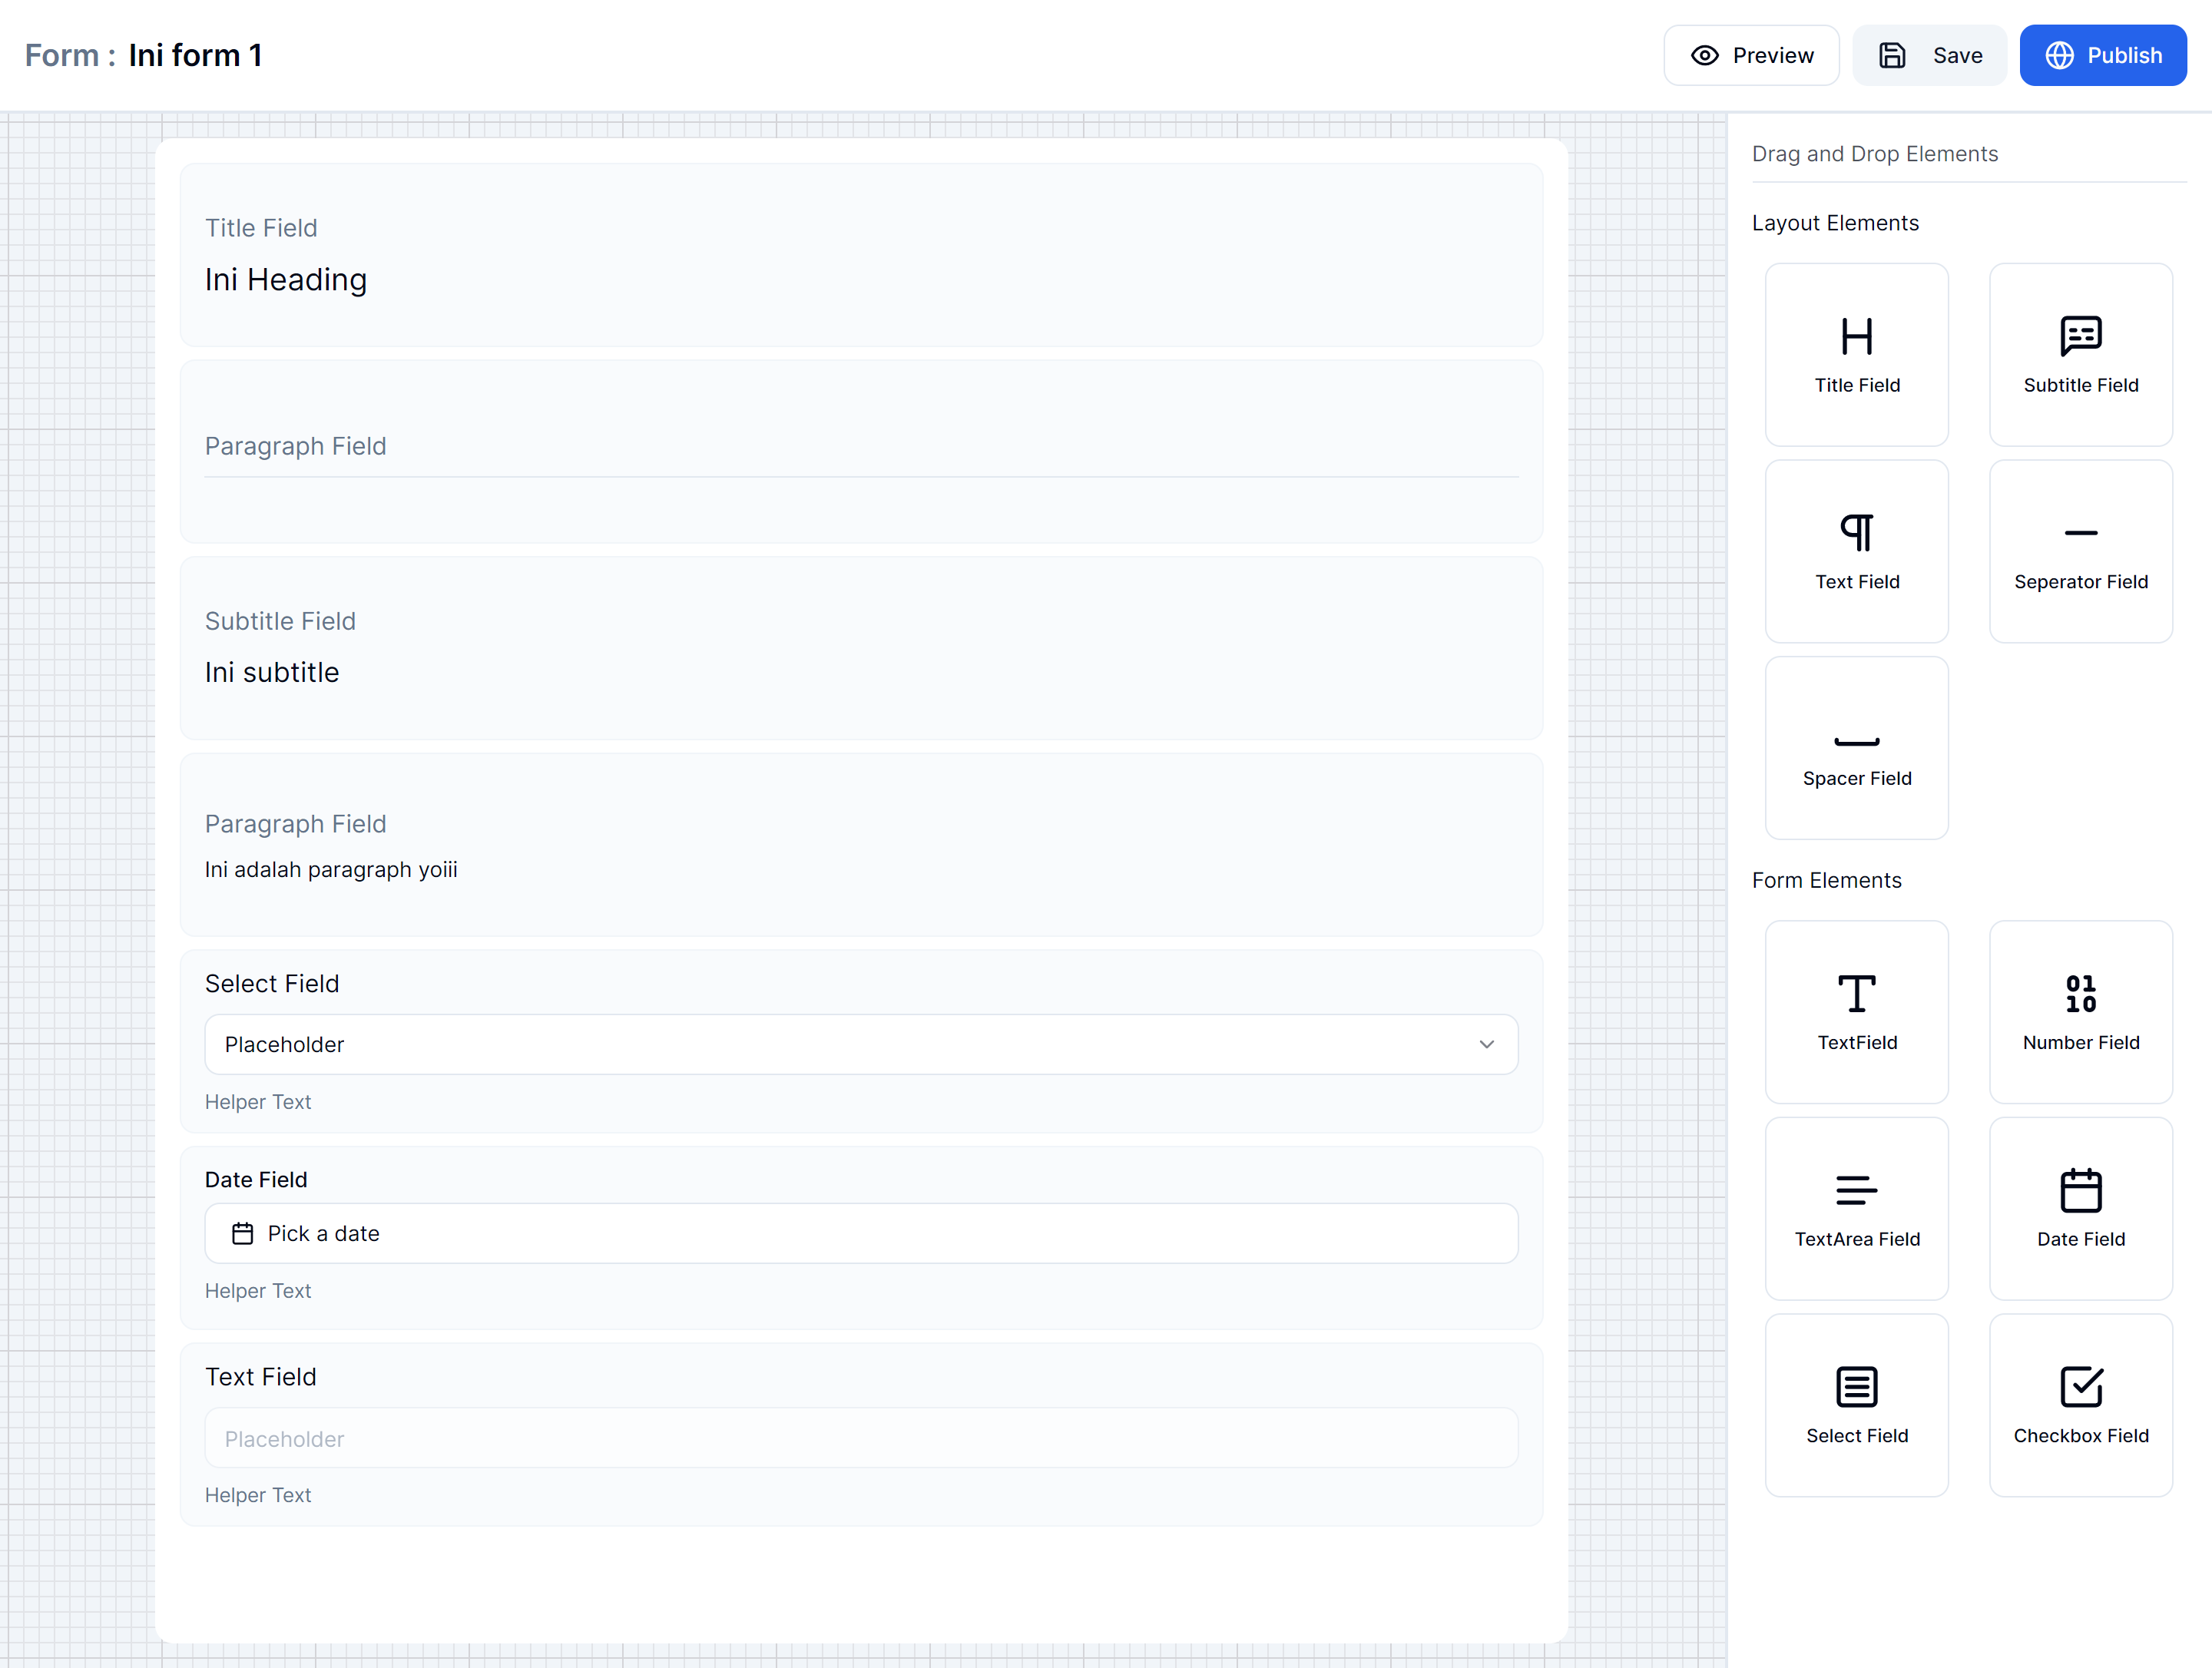 Form : Ini form 1
Preview
Save
Publish
Title Field
Ini Heading
Paragraph Field
Subtitle Field
Ini subtitle
Paragraph Field
Ini adalah paragraph yoiii
Select Field
Placeholder
Helper Text
Date Field
Pick a date
Helper Text
Text Field
Placeholder
Helper Text
Drag and Drop Elements
Layout Elements
Title Field
Subtitle Field
Text Field
Seperator Field
Spacer Field
Form Elements
TextField
Number Field
TextArea Field
Date Field
Select Field
Checkbox Field